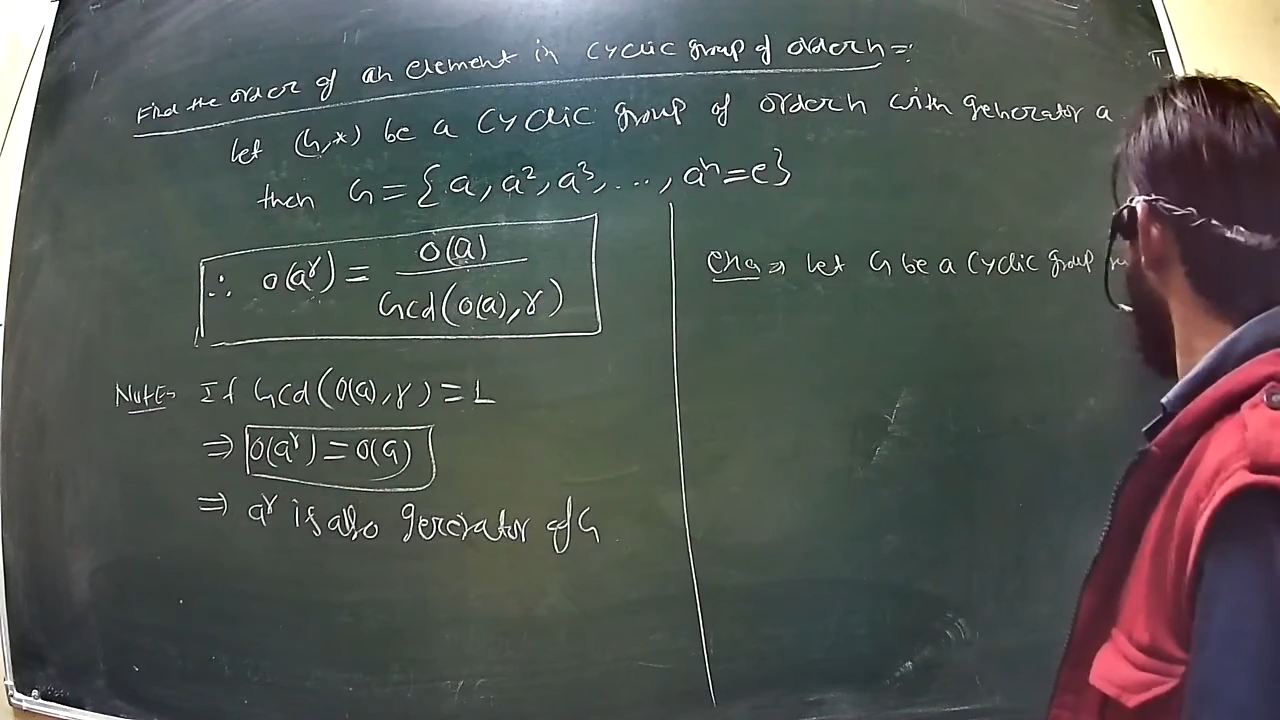 Find the order of an element in cyclic group of order n =:
Let (G,*) be a cyclic group of order n with generator a.
then G = {a, a², a³, ..., aⁿ=e}
∴ o(aʳ) = o(a) / Gcd(o(a), r)
Note- If Gcd(o(a), r) = 1
⇒ o(aʳ) = o(a)
⇒ aʳ is also generator of G
exa ⇒ Let G be a cyclic group